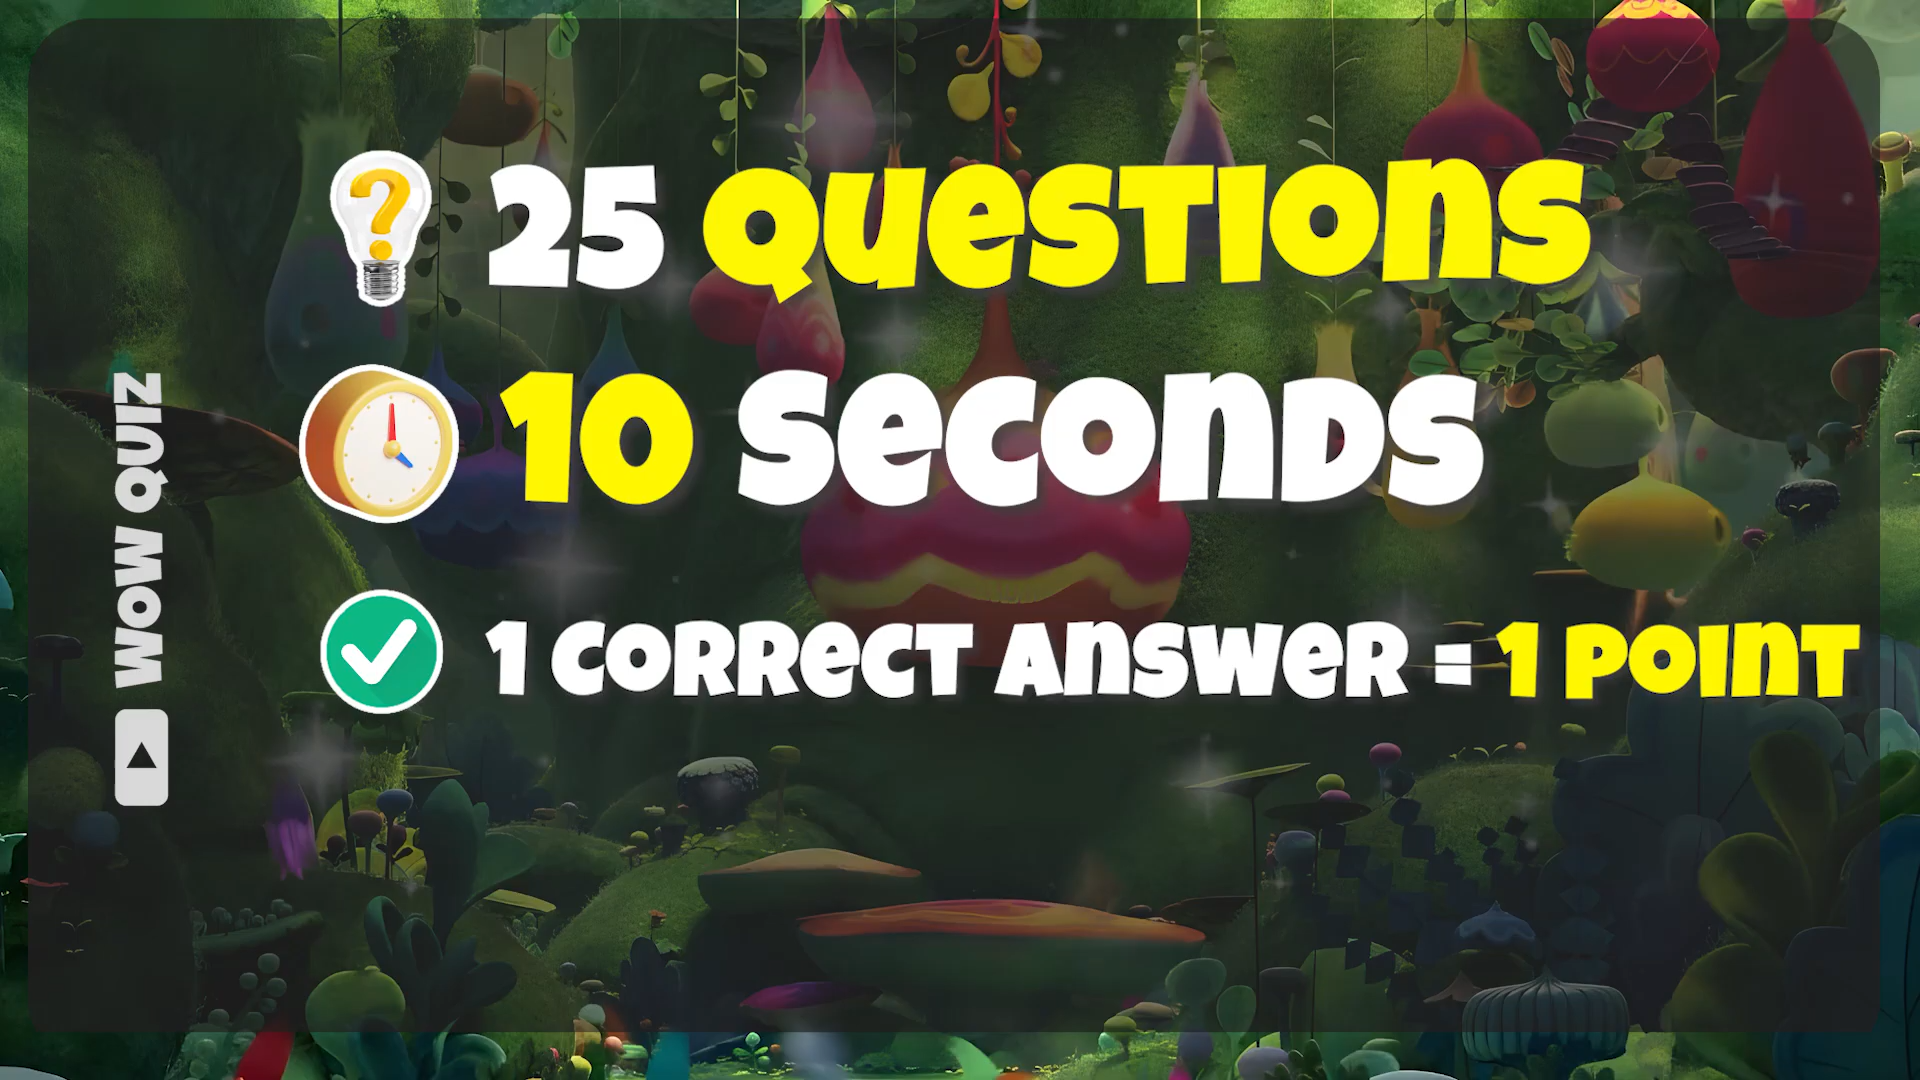 25 QUESTIONS
10 SECONDS
1 CORRECT ANSWER = 1 POINT
WOW QUIZ